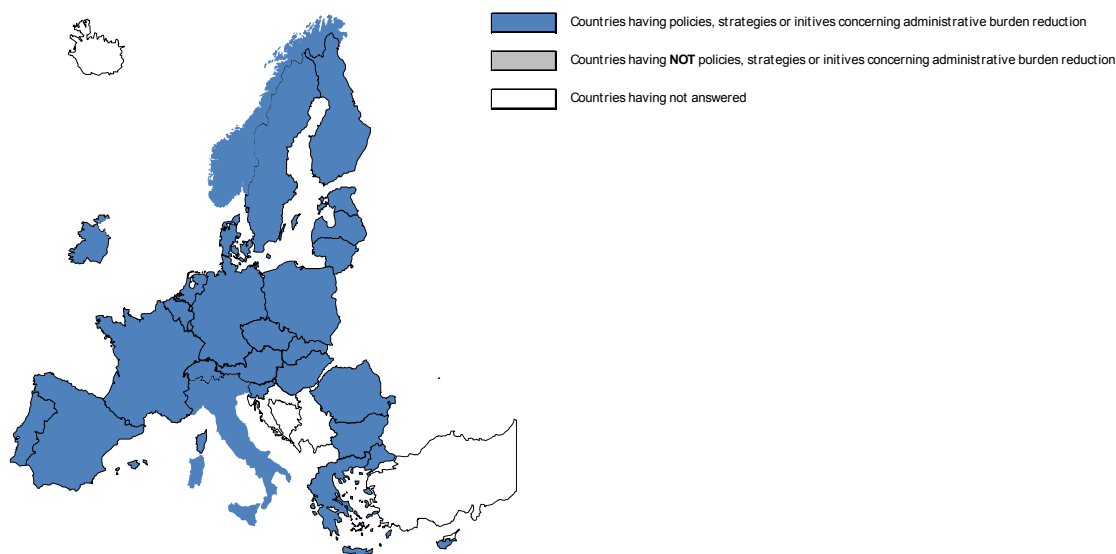 Countries having policies, strategies or initives concerning administrative burden reduction
Countries having NOT policies, strategies or initives concerning administrative burden reduction
Countries having not answered